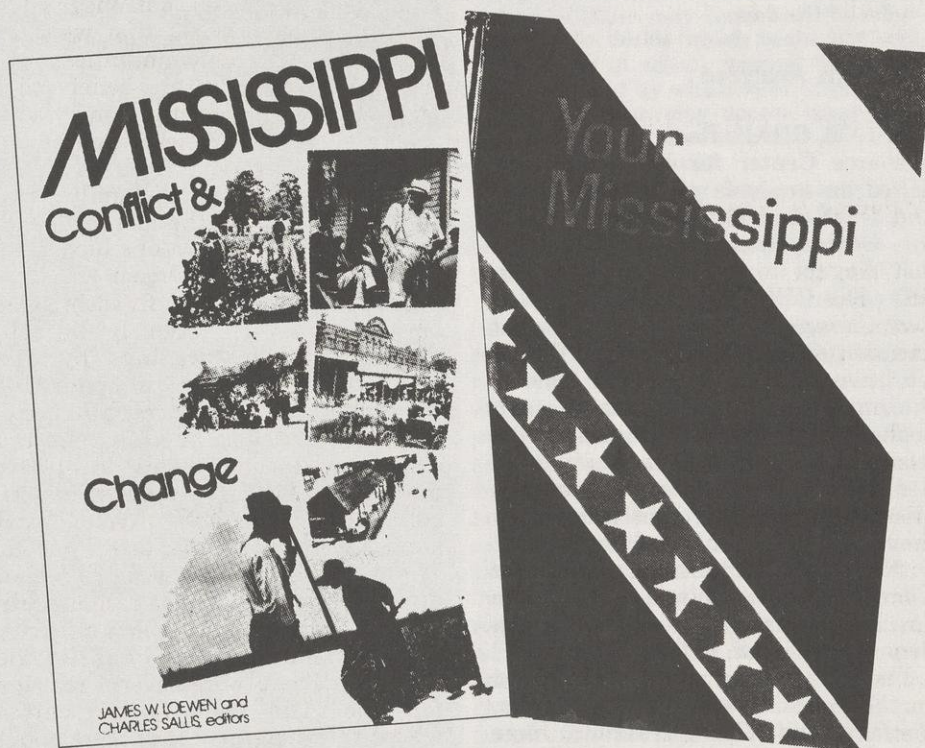 MISSISSIPPI
Conflict &
Change
JAMES W. LOEWEN and
CHARLES SALLIS, editors
Your
Mississippi